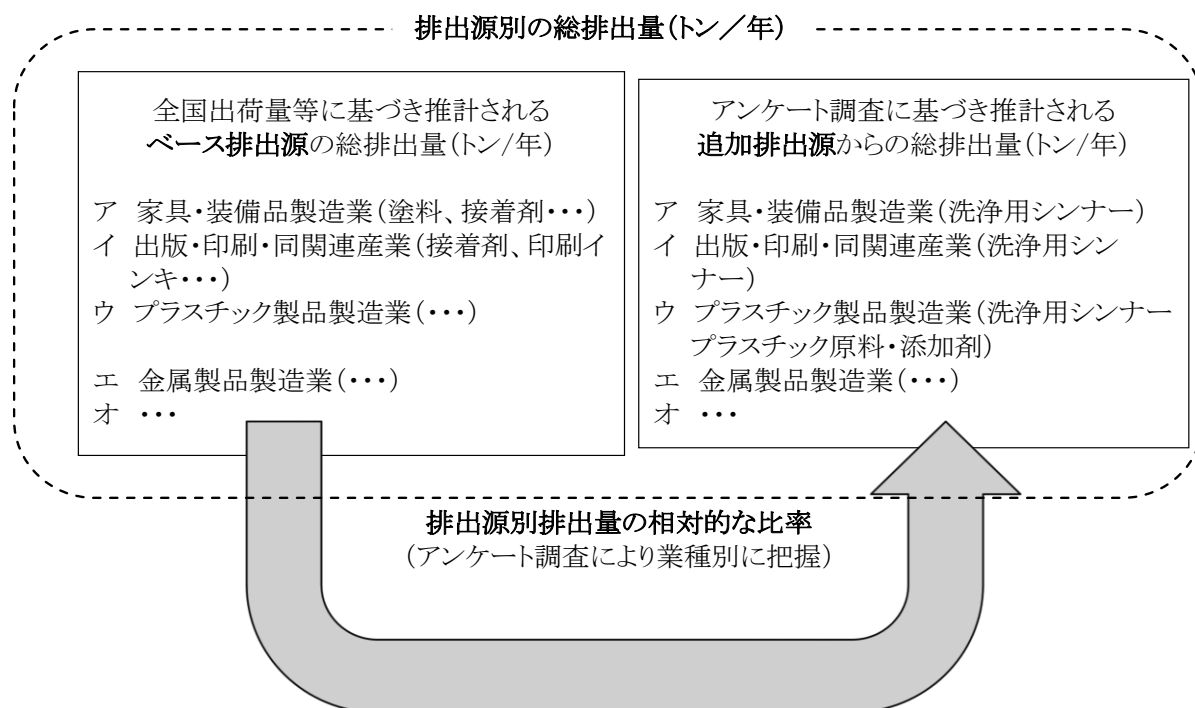 排出源別の総排出量(トン／年)
全国出荷量等に基づき推計される
ベース排出源の総排出量(トン/年)
ア 家具・装備品製造業(塗料、接着剤・・・)
イ 出版・印刷・同関連産業(接着剤、印刷イ
ンキ・・・)
ウ プラスチック製品製造業(・・・)
エ 金属製品製造業(・・・)
オ ・・・
アンケート調査に基づき推計される
追加排出源からの総排出量(トン/年)
ア 家具・装備品製造業(洗浄用シンナー)
イ 出版・印刷・同関連産業(洗浄用シン
ナー)
ウ プラスチック製品製造業(洗浄用シンナー
プラスチック原料・添加剤)
エ 金属製品製造業(・・・)
オ ・・・
排出源別排出量の相対的な比率
(アンケート調査により業種別に把握)